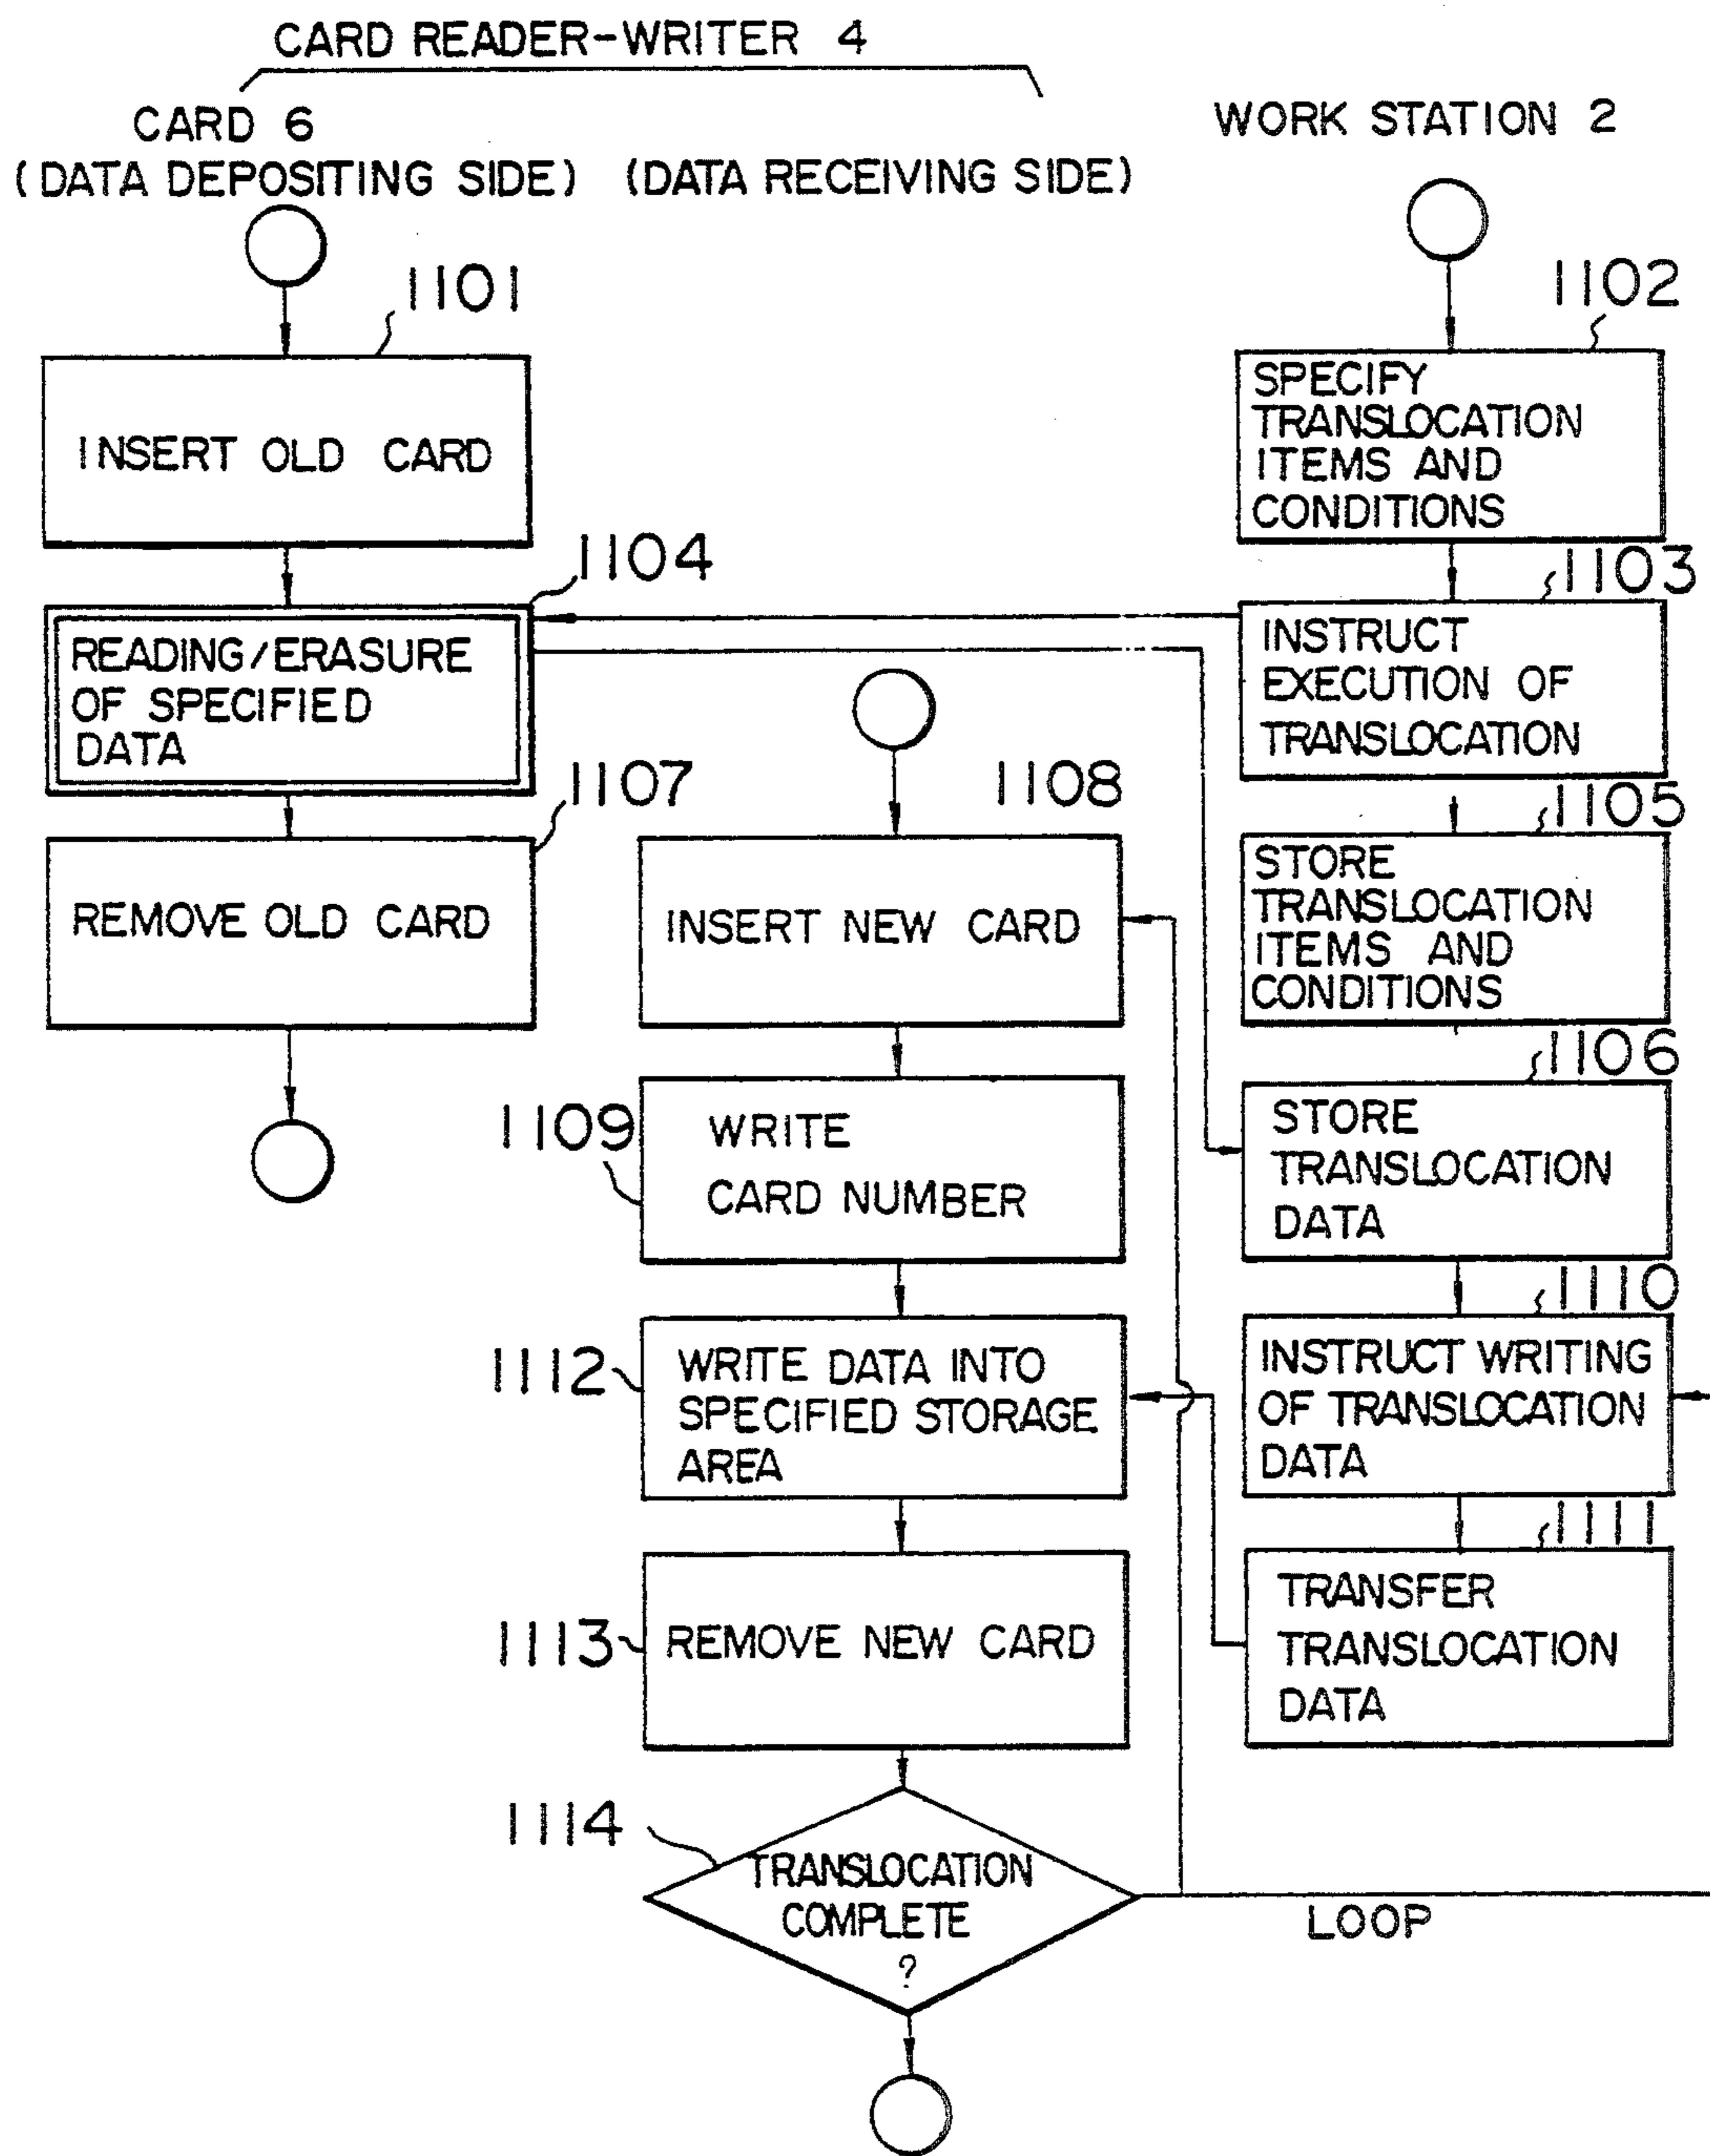 CARD READER-WRITER 4
CARD 6
(DATA DEPOSITING SIDE) (DATA RECEIVING SIDE)
WORK STATION 2
1101
INSERT OLD CARD
1102
SPECIFY
TRANSLOCATION
ITEMS AND
CONDITIONS
1103
INSTRUCT
EXECUTION OF
TRANSLOCATION
1104
READING/ERASURE
OF SPECIFIED
DATA
1105
STORE
TRANSLOCATION
ITEMS AND
CONDITIONS
1107
REMOVE OLD CARD
1108
INSERT NEW CARD
1106
STORE
TRANSLOCATION
DATA
1109
WRITE
CARD NUMBER
1110
INSTRUCT WRITING
OF TRANSLOCATION
DATA
1112
WRITE DATA INTO
SPECIFIED STORAGE
AREA
1111
TRANSFER
TRANSLOCATION
DATA
1113
REMOVE NEW CARD
1114
TRANSLOCATION
COMPLETE
?
LOOP